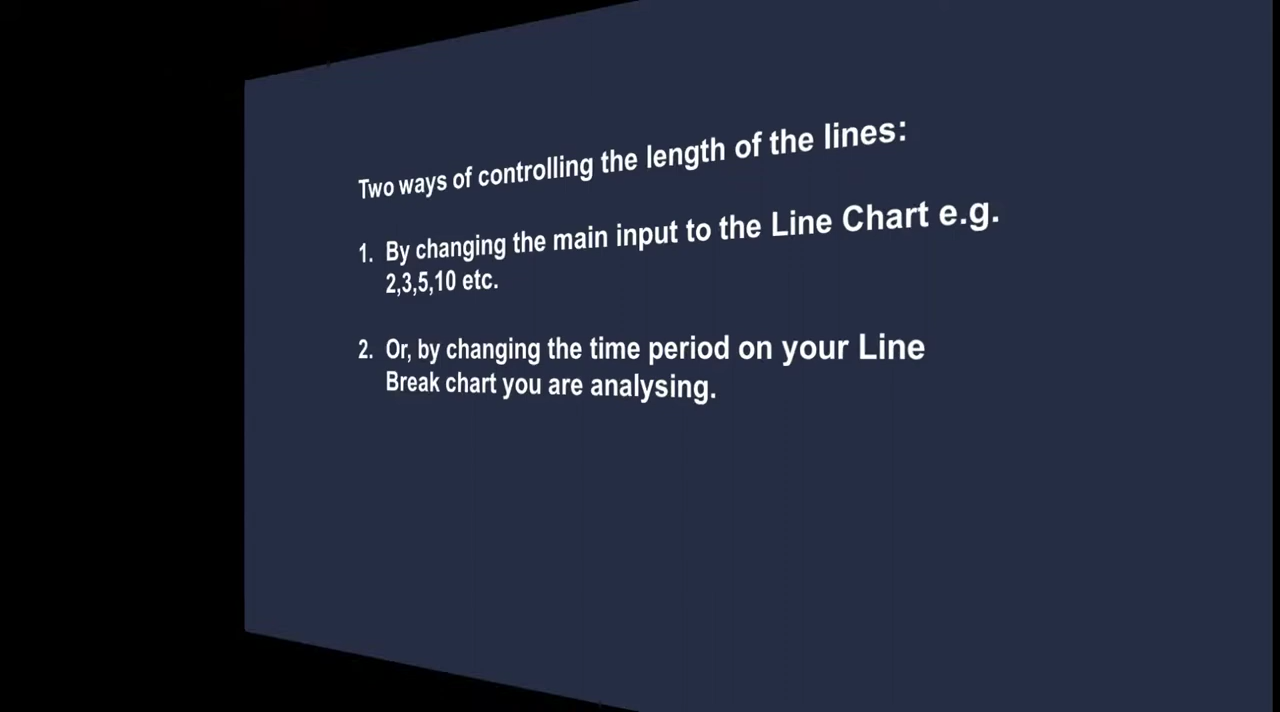 Two ways of controlling the length of the lines:
1. By changing the main input to the Line Chart e.g.
2,3,5,10 etc.
2. Or, by changing the time period on your Line
Break chart you are analysing.